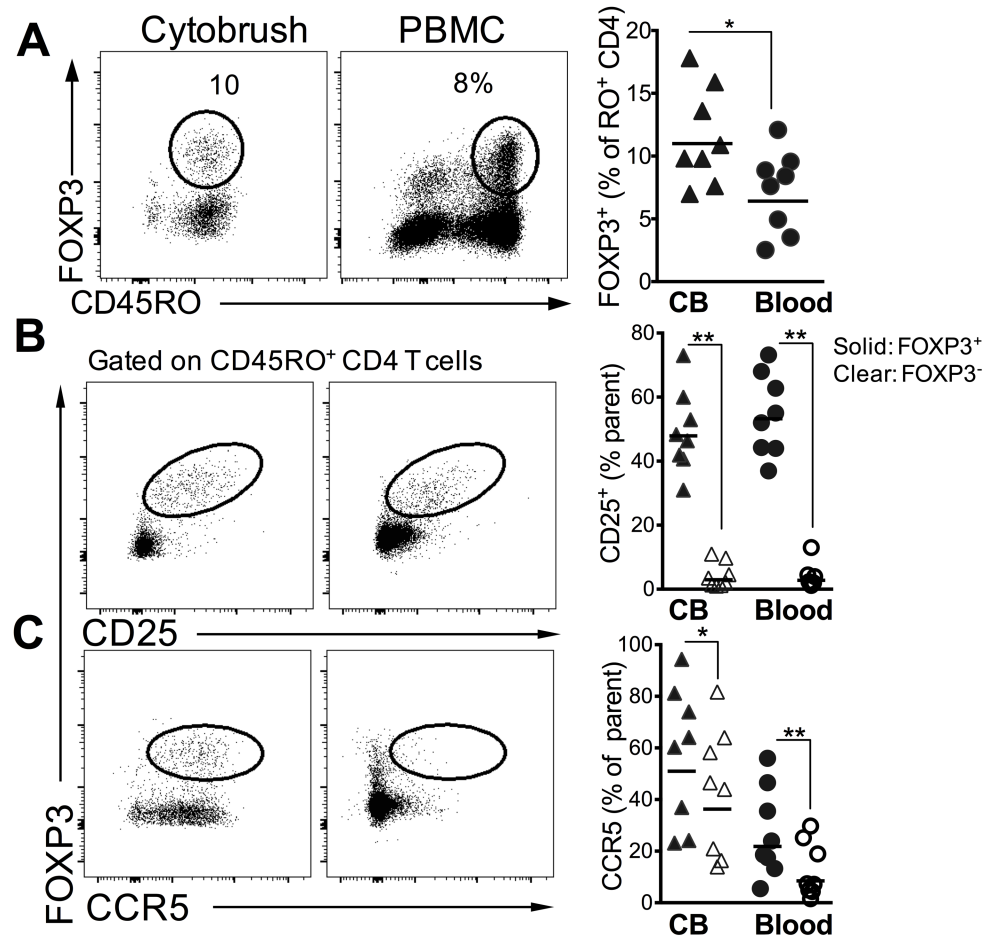 A
Cytobrush
PBMC
10
8%
FOXP3
CD45RO
FOXP3⁺ (% of RO⁺ CD4)
20
15
10
5
0
*
CB
Blood
B
Gated on CD45RO⁺ CD4 T cells
CD25
CD25⁺ (% parent)
80
60
40
20
0
**
**
CB
Blood
Solid: FOXP3⁺
Clear: FOXP3⁻
C
FOXP3
CCR5
CCR5 (% of parent)
100
80
60
40
20
0
*
**
CB
Blood